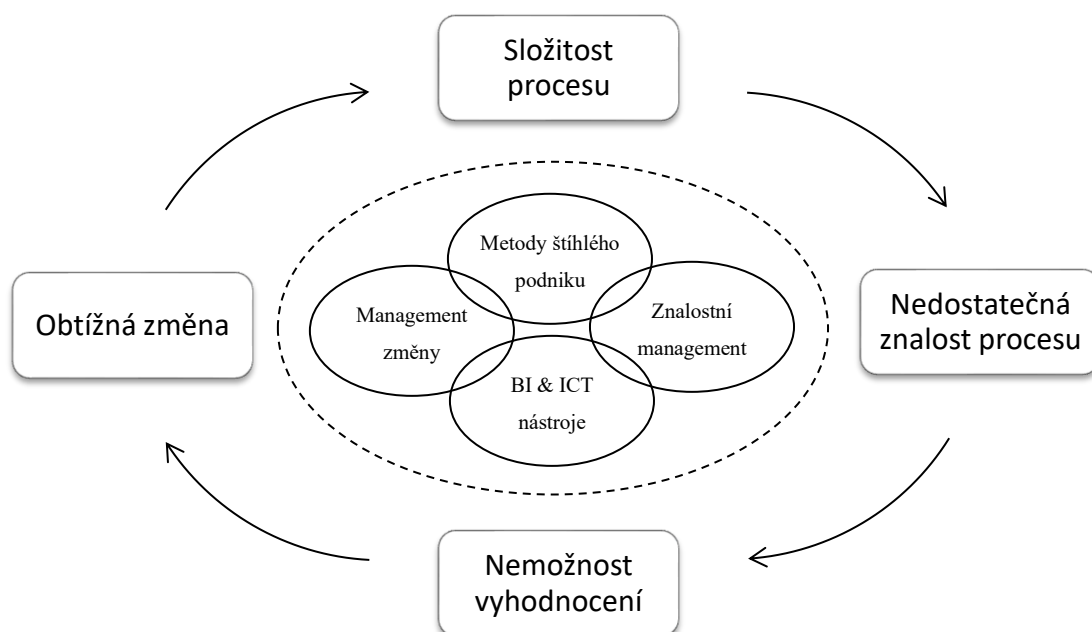 Složitost
procesu
Metody štíhlého
podniku
Obtížná změna
Management
změny
Znalostní
management
Nedostatečná
znalost procesu
BI & ICT
nástroje
Nemožnost
vyhodnocení